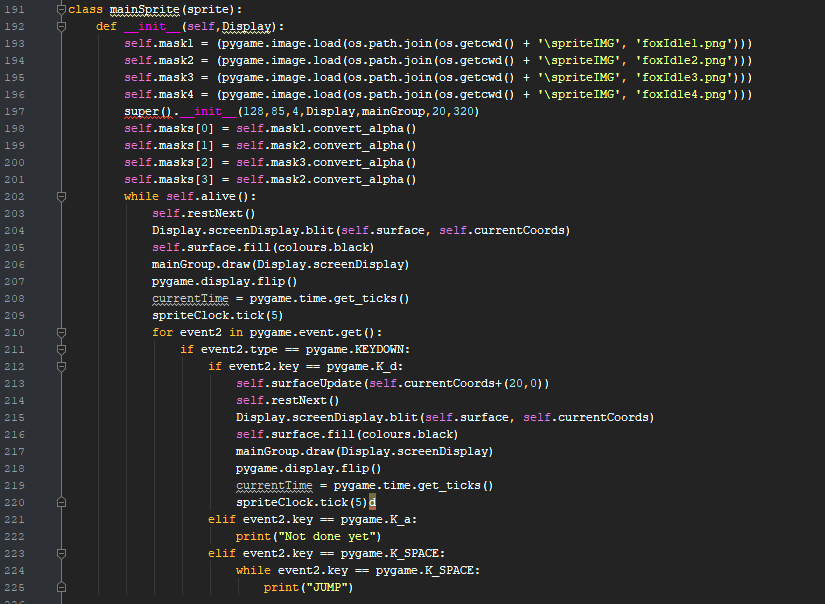 191 class mainSprite(sprite):
192 def __init__(self,Display):
193 self.mask1 = (pygame.image.load(os.path.join(os.getcwd() + '\spriteIMG', 'foxIdle1.png')))
194 self.mask2 = (pygame.image.load(os.path.join(os.getcwd() + '\spriteIMG', 'foxIdle2.png')))
195 self.mask3 = (pygame.image.load(os.path.join(os.getcwd() + '\spriteIMG', 'foxIdle3.png')))
196 self.mask4 = (pygame.image.load(os.path.join(os.getcwd() + '\spriteIMG', 'foxIdle4.png')))
197 super().__init__(128,85,4,Display,mainGroup,20,320)
198 self.masks[0] = self.mask1.convert_alpha()
199 self.masks[1] = self.mask2.convert_alpha()
200 self.masks[2] = self.mask3.convert_alpha()
201 self.masks[3] = self.mask2.convert_alpha()
202 while self.alive():
203 self.restNext()
204 Display.screenDisplay.blit(self.surface, self.currentCoords)
205 self.surface.fill(colours.black)
206 mainGroup.draw(Display.screenDisplay)
207 pygame.display.flip()
208 currentTime = pygame.time.get_ticks()
209 spriteClock.tick(5)
210 for event2 in pygame.event.get():
211 if event2.type == pygame.KEYDOWN:
212 if event2.key == pygame.K_d:
213 self.surfaceUpdate(self.currentCoords+(20,0))
214 self.restNext()
215 Display.screenDisplay.blit(self.surface, self.currentCoords)
216 self.surface.fill(colours.black)
217 mainGroup.draw(Display.screenDisplay)
218 pygame.display.flip()
219 currentTime = pygame.time.get_ticks()
220 spriteClock.tick(5)d
221 elif event2.key == pygame.K_a:
222 print("Not done yet")
223 elif event2.key == pygame.K_SPACE:
224 while event2.key == pygame.K_SPACE:
225 print("JUMP")